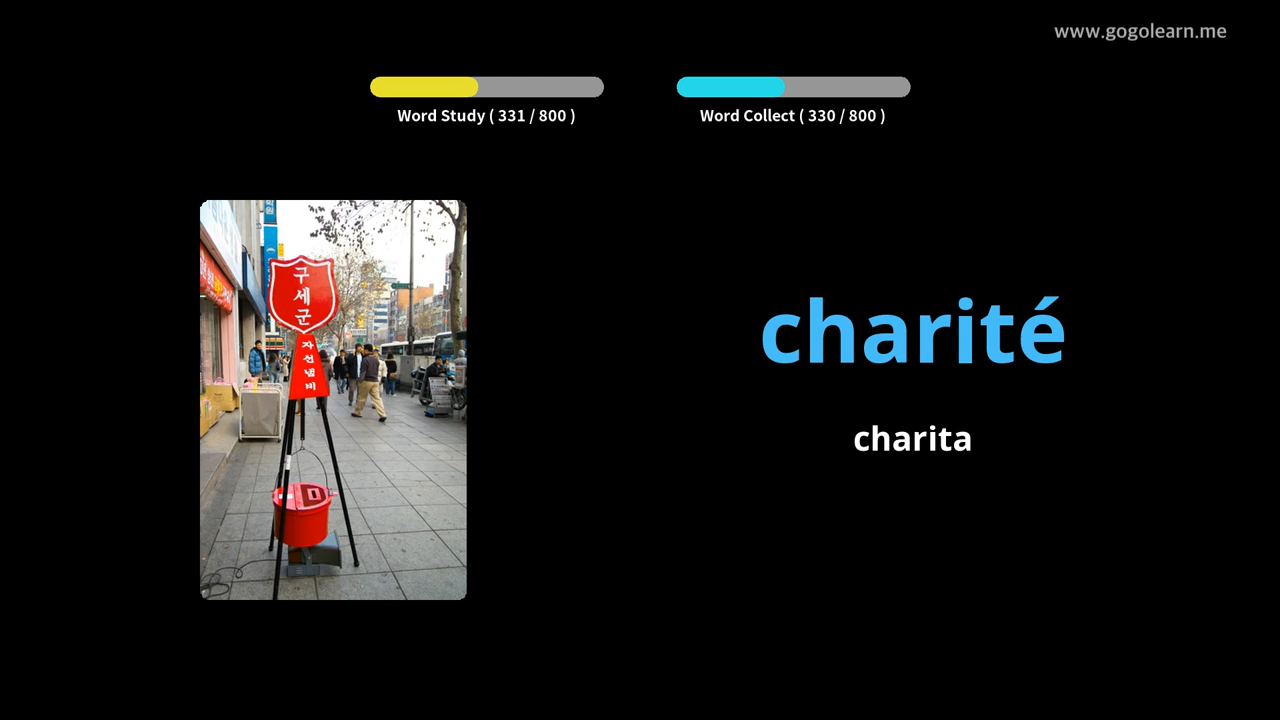 www.gogolearn.me
Word Study ( 331 / 800 )
Word Collect ( 330 / 800 )
구세군
자선냄비
charité
charita